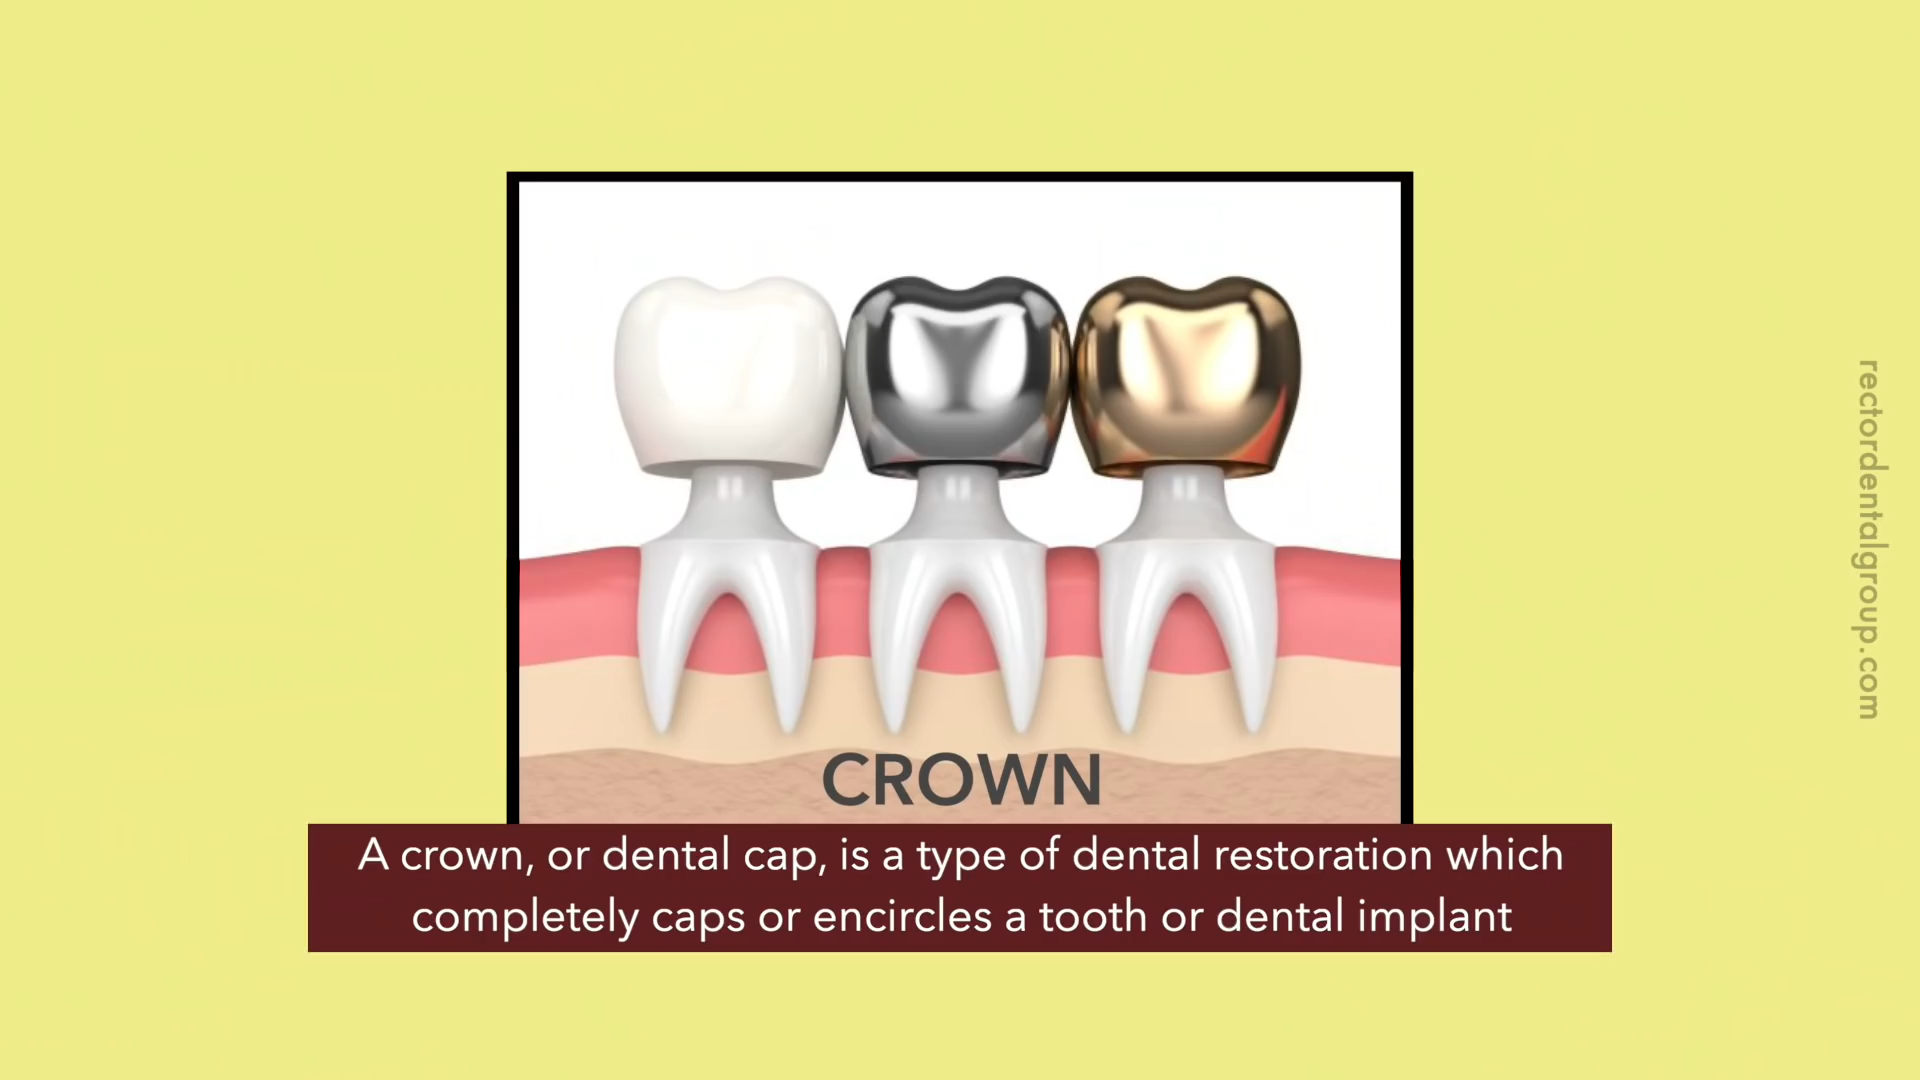 CROWN
A crown, or dental cap, is a type of dental restoration which
completely caps or encircles a tooth or dental implant
rectordentalgroup.com